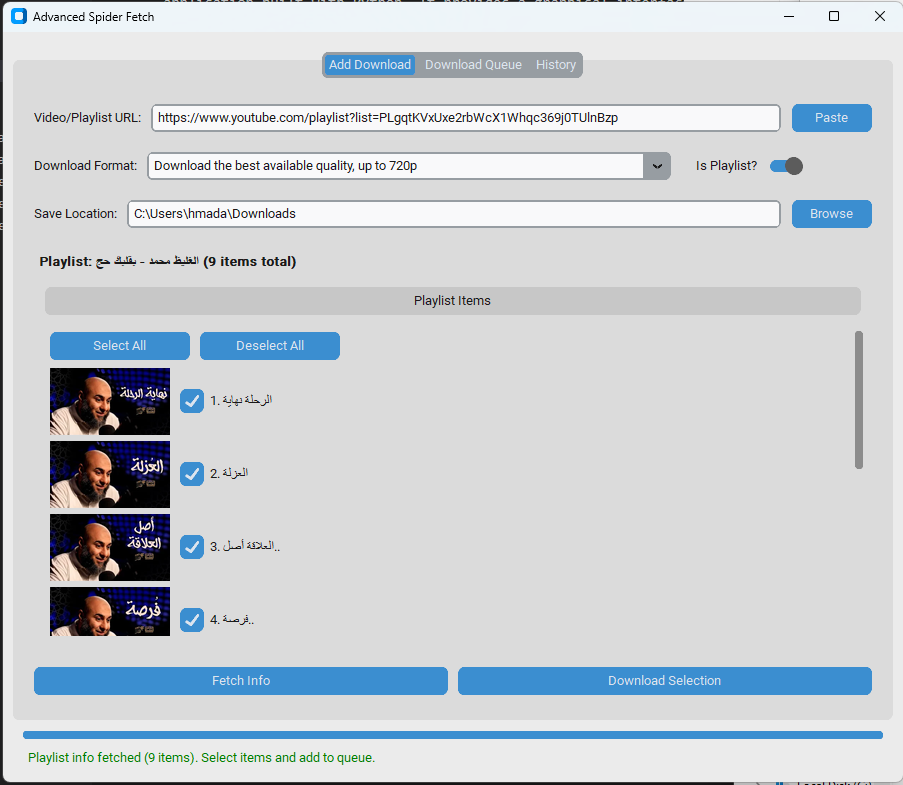 Advanced Spider Fetch
Add Download Download Queue History
Video/Playlist URL: https://www.youtube.com/playlist?list=PLgqtKVxUxe2rbWcX1Whqc369j0TUlnBzp Paste
Download Format: Download the best available quality, up to 720p Is Playlist?
Save Location: C:\Users\hmada\Downloads Browse
Playlist: الغليظ محمد - بقلبك حج (9 items total)
Playlist Items
Select All Deselect All
نهاية الرحلة
1. الرحلة نهاية
العزلة
2. العزلة
أصل
العلاقة
3. العلاقة أصل..
فرصة
4. فرصة..
Fetch Info Download Selection
Playlist info fetched (9 items). Select items and add to queue.